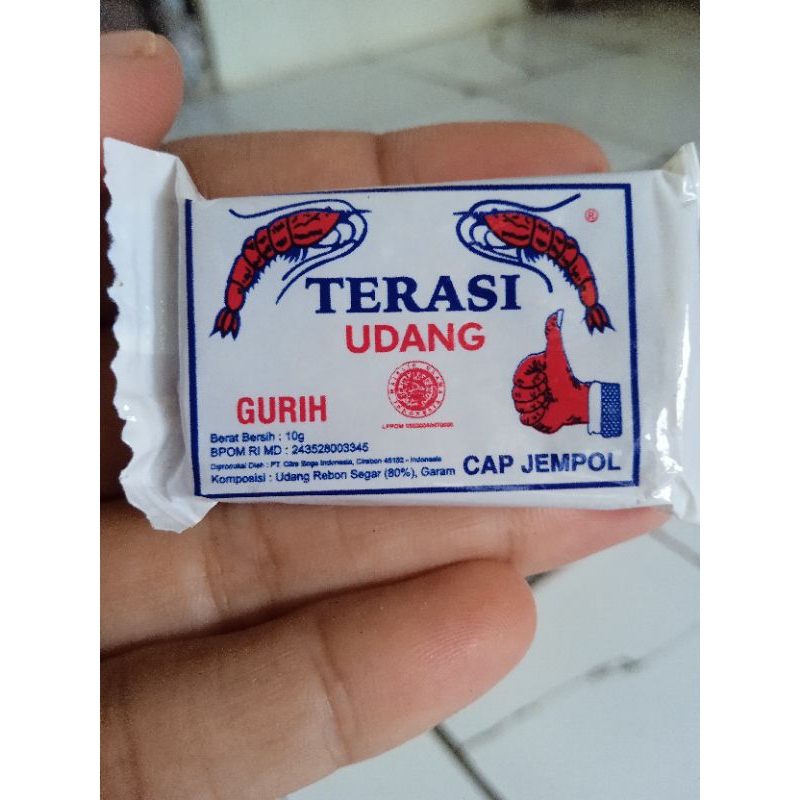 ®
TERASI
UDANG
GURIH
Berat Bersih : 10g
BPOM RI MD : 243528003345
Diproduksi Oleh : PT. Citra Boga Indonesia, Cirebon 45152 - Indonesia
Komposisi : Udang Rebon Segar (80%), Garam
CAP JEMPOL